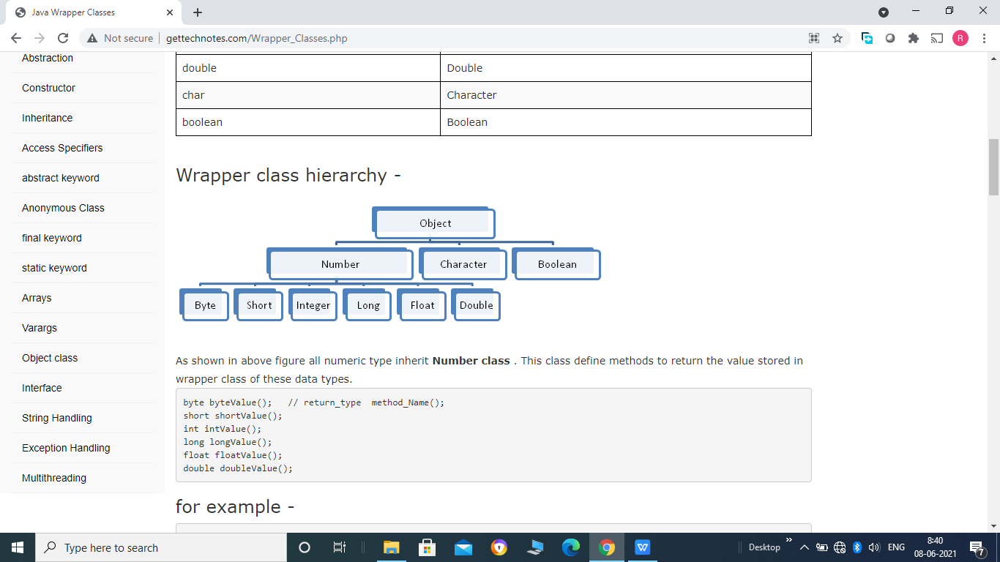 Java Wrapper Classes
Not secure gettechnotes.com/Wrapper_Classes.php
R
Abstraction
Constructor
Inheritance
Access Specifiers
abstract keyword
Anonymous Class
final keyword
static keyword
Arrays
Varargs
Object class
Interface
String Handling
Exception Handling
Multithreading
double Double
char Character
boolean Boolean
Wrapper class hierarchy -
Object
Number Character Boolean
Byte Short Integer Long Float Double
As shown in above figure all numeric type inherit Number class . This class define methods to return the value stored in
wrapper class of these data types.
byte byteValue();   // return_type  method_Name();
short shortValue();
int intValue();
long longValue();
float floatValue();
double doubleValue();
for example -
Type here to search
Desktop
ENG
8:40
08-06-2021
7